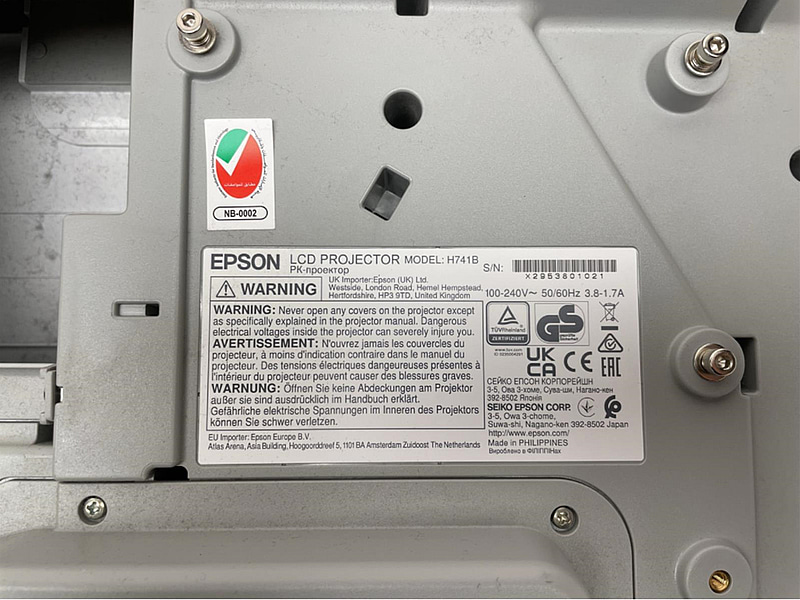 NB-0002
EPSON LCD PROJECTOR MODEL: H741B
РК-проектор
S/N: X2953801021
WARNING
UK Importer:Epson (UK) Ltd.
Westside, London Road, Hemel Hempstead,
Hertfordshire, HP3 9TD, United Kingdom
100-240V~ 50/60Hz 3.8-1.7A
WARNING: Never open any covers on the projector except
as specifically explained in the projector manual. Dangerous
electrical voltages inside the projector can severely injure you.
AVERTISSEMENT: N'ouvrez jamais les couvercles du
projecteur, à moins d'indication contraire dans le manuel du
projecteur. Des tensions électriques dangereuses présentes à
l'intérieur du projecteur peuvent causer des blessures graves.
WARNUNG: Öffnen Sie keine Abdeckungen am Projektor
außer sie sind ausdrücklich im Handbuch erklärt.
Gefährliche elektrische Spannungen im Inneren des Projektors
können Sie schwer verletzen.
EU Importer: Epson Europe B.V.
Atlas Arena, Asia Building, Hoogoorddreef 5, 1101 BA Amsterdam Zuidoost The Netherlands
TÜVRheinland
ZERTIFIZIERT
GS
UK
CA
CE
EAC
СЕЙКО ЕПСОН КОРПОРЕЙШН
3-5, Ова 3-хоме, Сува-ши, Нагано-кен
392-8502 Японія
SEIKO EPSON CORP.
3-5, Owa 3-chome,
Suwa-shi, Nagano-ken 392-8502 Japan
http://www.epson.com/
Made in PHILIPPINES
Вироблено в ФІЛІППІНах